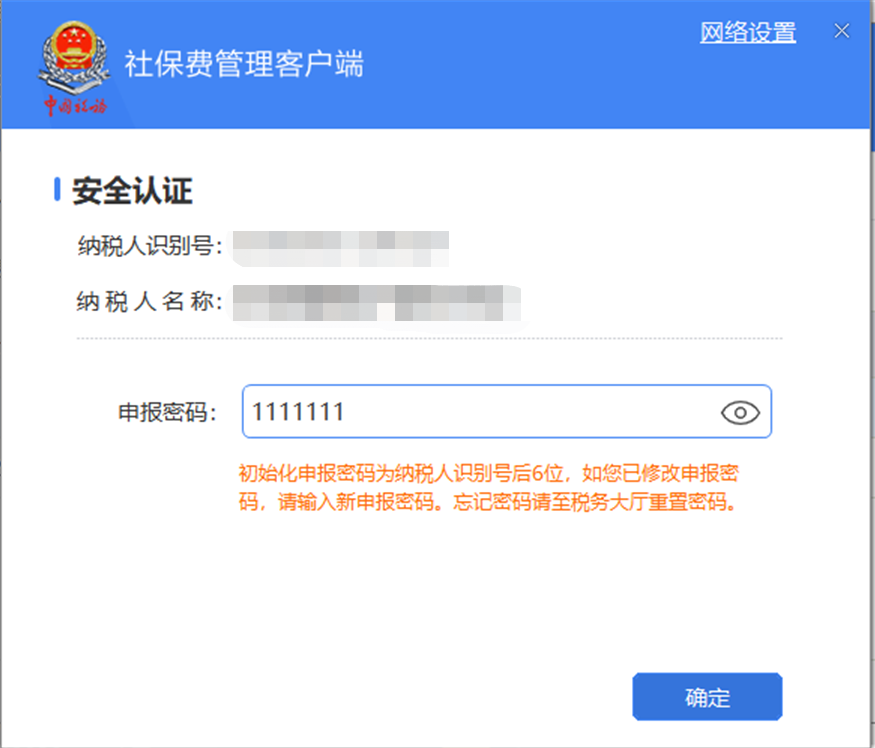 网络设置
社保费管理客户端
中国税务
安全认证
纳税人识别号:
纳税人名称:
申报密码: 1111111
初始化申报密码为纳税人识别号后6位，如您已修改申报密
码，请输入新申报密码。忘记密码请至税务大厅重置密码。
确定